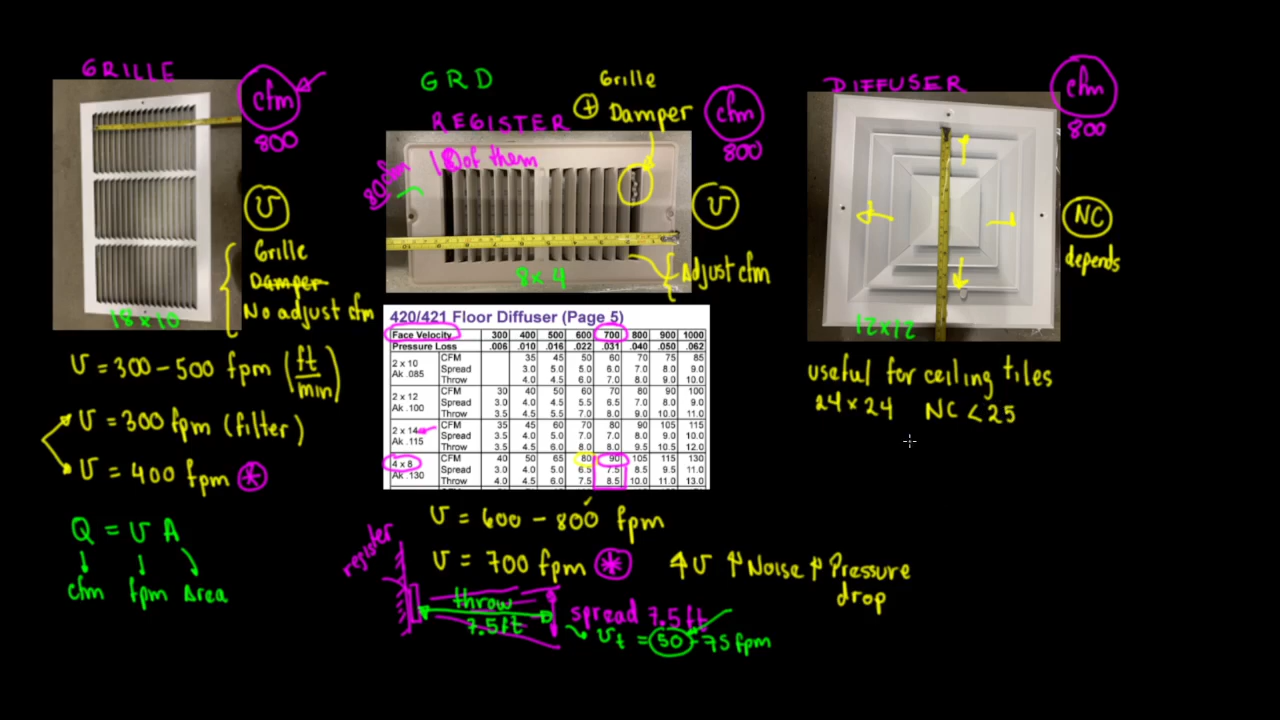 GRILLE
cfm
800
18 x 10
U
Grille
Damper
No adjust cfm
U = 300 - 500 fpm (ft/min)
U = 300 fpm (filter)
U = 400 fpm *
Q = U A
cfm fpm Area
GRD
Grille
+ Damper
REGISTER
cfm
800
80 cfm
of them
U
8 x 4
Adjust cfm
420/421 Floor Diffuser (Page 5)
Face Velocity 300 400 500 600 700 800 900 1000
Pressure Loss .006 .010 .016 .022 .031 .040 .050 .062
2 x 10 CFM 35 45 50 60 70 75 85
Ak .085 Spread 3.0 5.0 5.0 6.0 7.0 8.0 9.0
Throw 4.0 4.5 6.0 7.0 8.0 9.0 10.0
2 x 12 CFM 30 40 50 60 70 80 90 100
Ak .100 Spread 3.0 4.0 5.0 5.5 6.5 7.0 8.0 9.0
Throw 3.5 4.5 5.5 7.0 8.0 9.0 10.0 11.0
2 x 14 CFM 35 45 60 70 80 90 105 115
Ak .115 Spread 3.5 4.0 5.0 7.0 7.0 8.0 9.0 10.0
Throw 3.5 4.5 6.0 8.0 8.0 9.5 10.5 12.0
4 x 8 CFM 40 50 65 80 90 105 115 130
Ak .130 Spread 3.0 4.0 5.0 6.5 7.5 8.5 9.5 11.0
Throw 4.0 4.5 6.0 7.5 8.5 10.0 11.0 13.0
U = 600 - 800 fpm
U = 700 fpm *
↑U ↑Noise ↑Pressure
drop
register
throw
7.5ft
spread 7.5ft
Ut = 50 - 75 fpm
DIFFUSER
cfm
800
NC
depends
12 x 12
useful for ceiling tiles
24 x 24 NC < 25